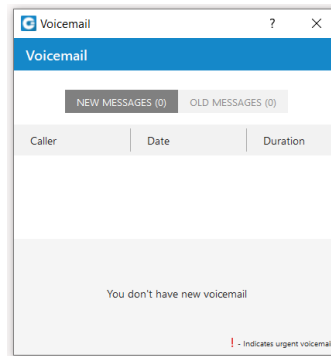 Voicemail ? ×
Voicemail
NEW MESSAGES (0) OLD MESSAGES (0)
Caller Date Duration
You don't have new voicemail
! - Indicates urgent voicemail